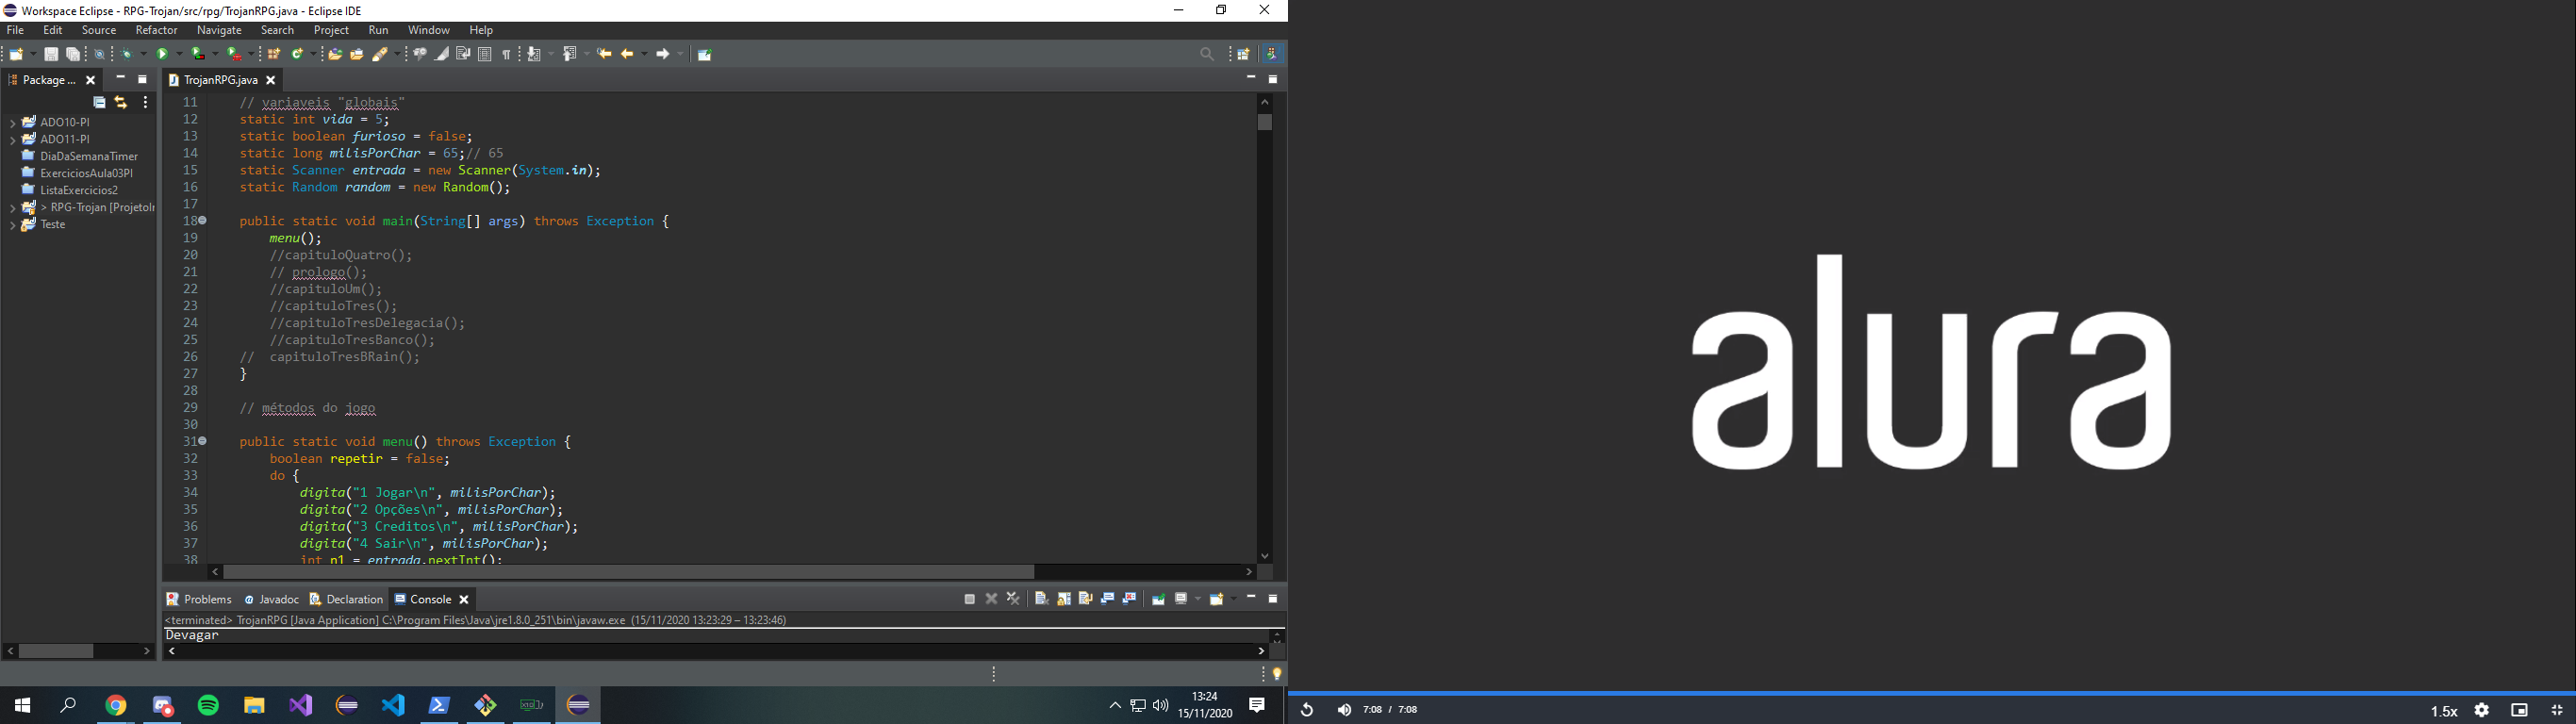 Workspace Eclipse - RPG-Trojan/src/rpg/TrojanRPG.java - Eclipse IDE
File Edit Source Refactor Navigate Search Project Run Window Help
Package ...
TrojanRPG.java
ADO10-PI
ADO11-PI
DiaDaSemanaTimer
ExerciciosAula03PI
ListaExercicios2
> RPG-Trojan [ProjetoIr
Teste
11 // variaveis "globais"
12 static int vida = 5;
13 static boolean furioso = false;
14 static long milisPorChar = 65;// 65
15 static Scanner entrada = new Scanner(System.in);
16 static Random random = new Random();
17
18 public static void main(String[] args) throws Exception {
19 menu();
20 //capituloQuatro();
21 // prologo();
22 //capituloUm();
23 //capituloTres();
24 //capituloTresDelegacia();
25 //capituloTresBanco();
26 // capituloTresBRain();
27 }
28
29 // métodos do jogo
30
31 public static void menu() throws Exception {
32 boolean repetir = false;
33 do {
34 digita("1 Jogar\n", milisPorChar);
35 digita("2 Opções\n", milisPorChar);
36 digita("3 Creditos\n", milisPorChar);
37 digita("4 Sair\n", milisPorChar);
38 int n1 = entrada.nextInt();
Problems Javadoc Declaration Console
<terminated> TrojanRPG [Java Application] C:\Program Files\Java\jre1.8.0_251\bin\javaw.exe (15/11/2020 13:23:29 – 13:23:46)
Devagar
13:24
15/11/2020
alura
7:08 / 7:08
1.5x